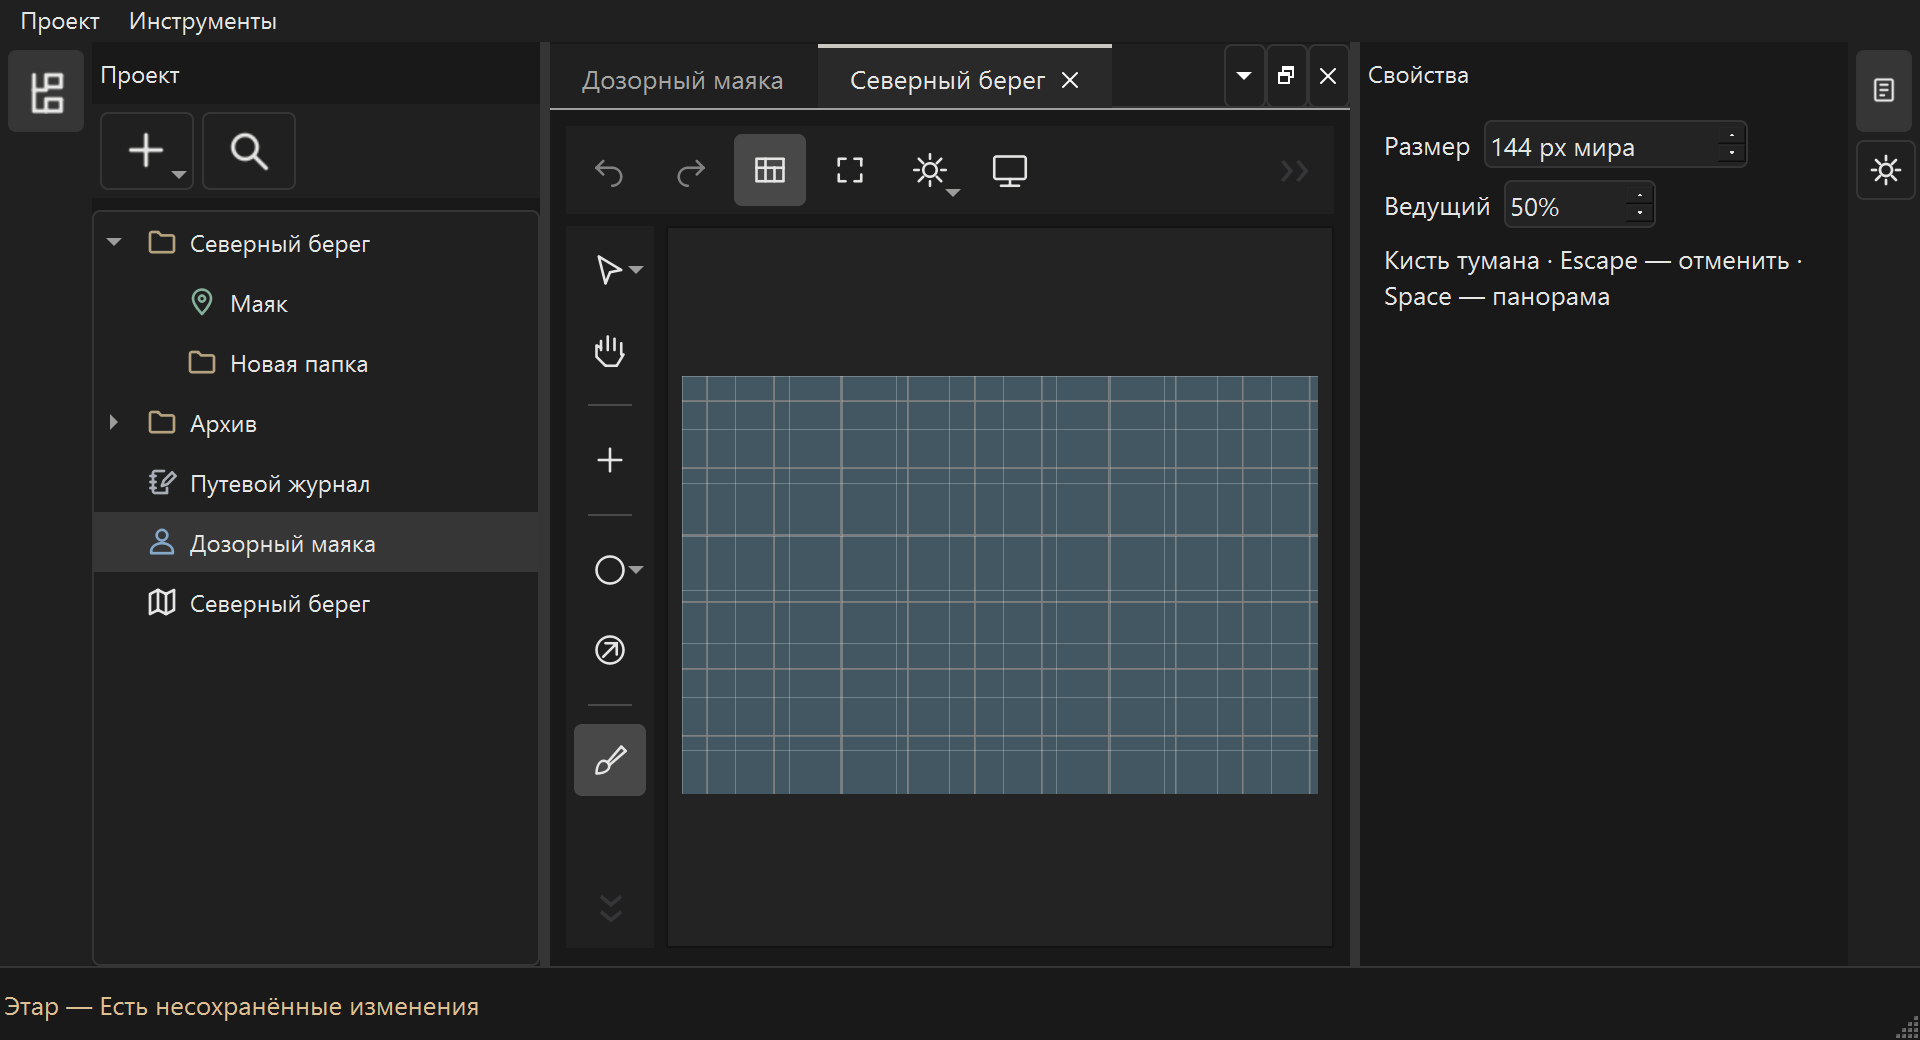 Проект Инструменты
Проект
Дозорный маяка
Северный берег
Свойства
Размер 144 px мира
Ведущий 50%
Кисть тумана · Escape — отменить ·
Space — панорама
Северный берег
Маяк
Новая папка
Архив
Путевой журнал
Дозорный маяка
Северный берег
Этар — Есть несохранённые изменения